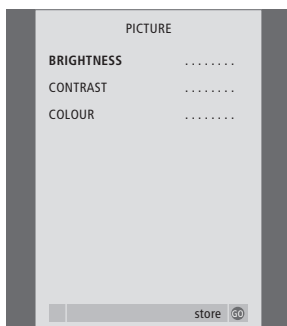 PICTURE
BRIGHTNESS ........
CONTRAST ........
COLOUR ........
store GO